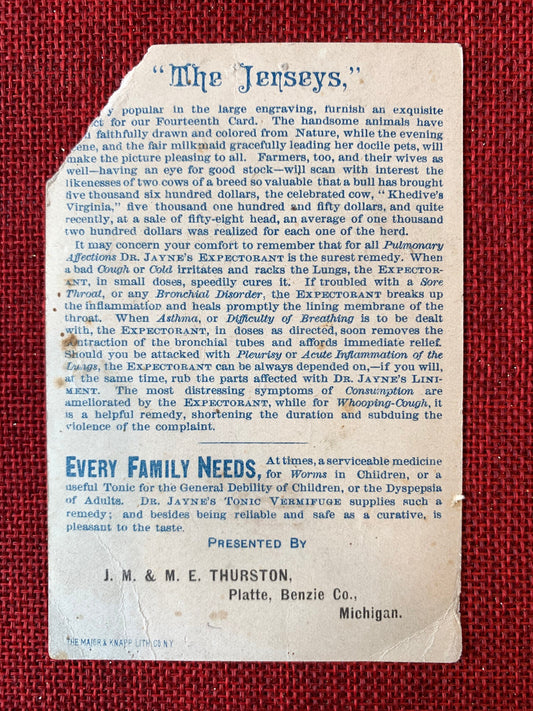 "The Jerseys,"
y popular in the large engraving, furnish an exquisite
ct for our Fourteenth Card. The handsome animals have
faithfully drawn and colored from Nature, while the evening
ene, and the fair milkmaid gracefully leading her docile pets, will
make the picture pleasing to all. Farmers, too, and their wives as
well—having an eye for good stock—will scan with interest the
likenesses of two cows of a breed so valuable that a bull has brought
five thousand six hundred dollars, the celebrated cow, "Khedive's
Virginia," five thousand one hundred and fifty dollars, and quite
recently, at a sale of fifty-eight head, an average of one thousand
two hundred dollars was realized for each one of the herd.
It may concern your comfort to remember that for all Pulmonary
Affections DR. JAYNE'S EXPECTORANT is the surest remedy. When
a bad Cough or Cold irritates and racks the Lungs, the EXPECTOR-
ANT, in small doses, speedily cures it. If troubled with a Sore
Throat, or any Bronchial Disorder, the EXPECTORANT breaks up
the inflammation and heals promptly the lining membrane of the
throat. When Asthma, or Difficulty of Breathing is to be dealt
with, the EXPECTORANT, in doses as directed, soon removes the
contraction of the bronchial tubes and affords immediate relief.
Should you be attacked with Pleurisy or Acute Inflammation of the
Lungs, the EXPECTORANT can be always depended on,—if you will,
at the same time, rub the parts affected with DR. JAYNE'S LINI-
MENT. The most distressing symptoms of Consumption are
ameliorated by the EXPECTORANT, while for Whooping-Cough, it
is a helpful remedy, shortening the duration and subduing the
violence of the complaint.
EVERY FAMILY NEEDS, At times, a serviceable medicine
for Worms in Children, or a
useful Tonic for the General Debility of Children, or the Dyspepsia
of Adults. DR. JAYNE'S TONIC VERMIFUGE supplies such a
remedy; and besides being reliable and safe as a curative, is
pleasant to the taste.
PRESENTED BY
J. M. & M. E. THURSTON,
Platte, Benzie Co.,
Michigan.
THE MAJOR & KNAPP LITH. CO. N.Y.